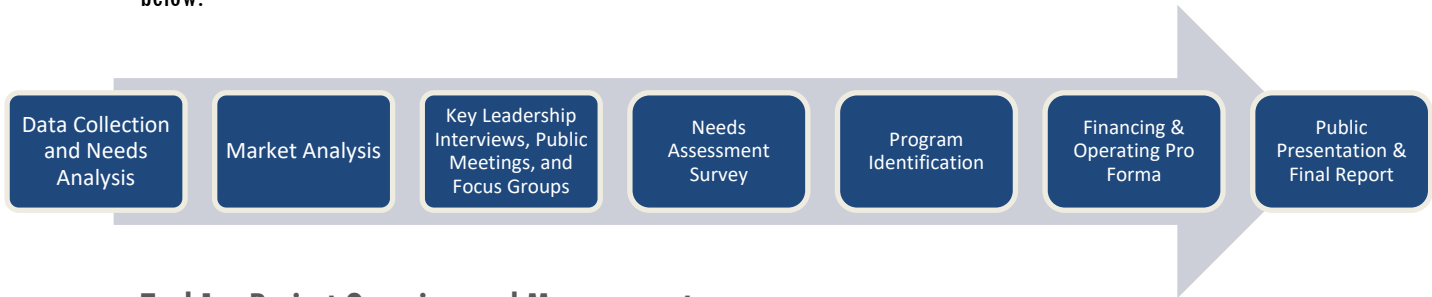 below.
Data Collection
and Needs
Analysis
Market Analysis
Key Leadership
Interviews, Public
Meetings, and
Focus Groups
Needs
Assessment
Survey
Program
Identification
Financing &
Operating Pro
Forma
Public
Presentation &
Final Report